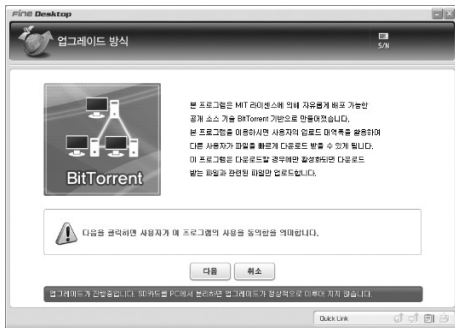 Fine Desktop
업그레이드 방식
S/N
본 프로그램은 MIT 라이센스에 의해 자유롭게 배포 가능한
공개 소스 기술 BitTorrent 기반으로 만들어졌습니다.
본 프로그램을 이용하시면 사용자의 업로드 대역폭을 활용하여
다른 사용자가 파일을 빠르게 다운로드 받을 수 있게 됩니다.
이 프로그램은 다운로드할 경우에만 활성화되면 다운로드
받는 파일과 관련된 파일만 업로드합니다.
BitTorrent
다음을 클릭하면 사용자가 이 프로그램의 사용을 동의함을 의미합니다.
다음
취소
업그레이드가 진행중입니다. SD카드를 PC에서 분리하면 업그레이드가 정상적으로 이루어 지지 않습니다.
Quick Link